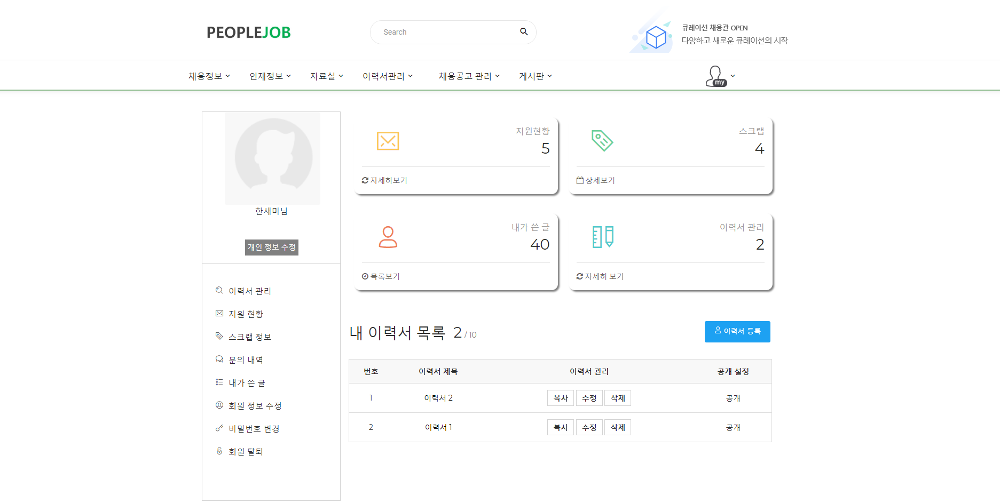 PEOPLEJOB
Search
큐레이션 채용관 OPEN
다양하고 새로운 큐레이션의 시작
채용정보 인재정보 자료실 이력서관리 채용공고 관리 게시판 my
한새미님
개인 정보 수정
이력서 관리
지원 현황
스크랩 정보
문의 내역
내가 쓴 글
회원 정보 수정
비밀번호 변경
회원 탈퇴
지원현황
5
자세히보기
스크랩
4
상세보기
내가 쓴 글
40
목록보기
이력서 관리
2
자세히 보기
내 이력서 목록 2 / 10
이력서 등록
번호 이력서 제목 이력서 관리 공개 설정
1 이력서 2 복사 수정 삭제 공개
2 이력서 1 복사 수정 삭제 공개